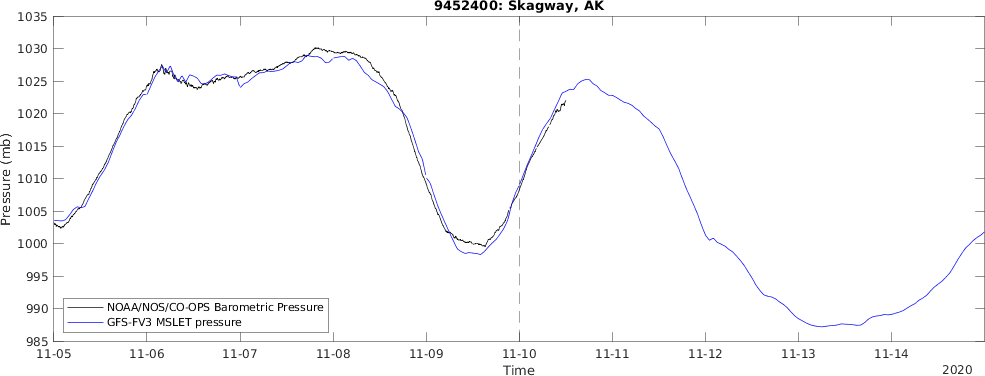 9452400: Skagway, AK
1035
1030
1025
1020
1015
1010
1005
1000
995
990
985
Pressure (mb)
NOAA/NOS/CO-OPS Barometric Pressure
GFS-FV3 MSLET pressure
11-05 11-06 11-07 11-08 11-09 11-10 11-11 11-12 11-13 11-14
Time
2020